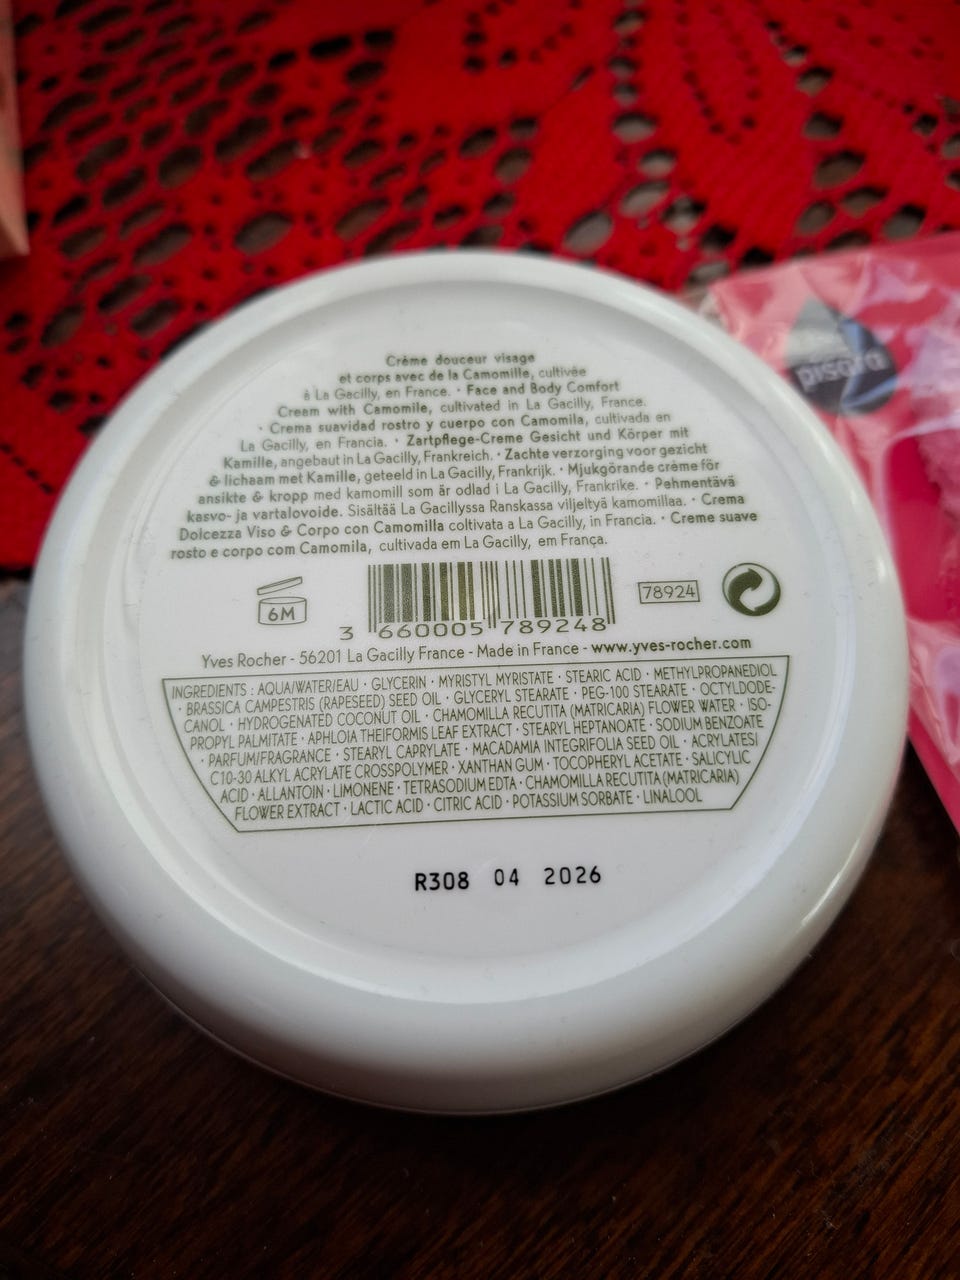 Crème douceur visage
et corps avec de la Camomille, cultivée
à La Gacilly, en France. · Face and Body Comfort
Cream with Camomile, cultivated in La Gacilly, France.
· Crema suavidad rostro y cuerpo con Camomila, cultivada en
La Gacilly, en Francia. · Zartpflege-Creme Gesicht und Körper mit
Kamille, angebaut in La Gacilly, Frankreich. · Zachte verzorging voor gezicht
& lichaam met Kamille, geteeld in La Gacilly, Frankrijk. · Mjukgörande crème för
ansikte & kropp med kamomill som är odlad i La Gacilly, Frankrike. · Pehmentävä
kasvo- ja vartalovoide. Sisältää La Gacillyssa Ranskassa viljeltyä kamomillaa. · Crema
Dolcezza Viso & Corpo con Camomilla coltivata a La Gacilly, in Francia. · Creme suave
rosto e corpo com Camomila, cultivada em La Gacilly, em França.
6M
3 660005 789248
78924
Yves Rocher - 56201 La Gacilly France - Made in France - www.yves-rocher.com
INGREDIENTS : AQUA/WATER/EAU · GLYCERIN · MYRISTYL MYRISTATE · STEARIC ACID · METHYLPROPANEDIOL
· BRASSICA CAMPESTRIS (RAPESEED) SEED OIL · GLYCERYL STEARATE · PEG-100 STEARATE · OCTYLDODE-
CANOL · HYDROGENATED COCONUT OIL · CHAMOMILLA RECUTITA (MATRICARIA) FLOWER WATER · ISO-
PROPYL PALMITATE · APHLOIA THEIFORMIS LEAF EXTRACT · STEARYL HEPTANOATE · SODIUM BENZOATE
· PARFUM/FRAGRANCE · STEARYL CAPRYLATE · MACADAMIA INTEGRIFOLIA SEED OIL · ACRYLATES/
C10-30 ALKYL ACRYLATE CROSSPOLYMER · XANTHAN GUM · TOCOPHERYL ACETATE · SALICYLIC
ACID · ALLANTOIN · LIMONENE · TETRASODIUM EDTA · CHAMOMILLA RECUTITA (MATRICARIA)
FLOWER EXTRACT · LACTIC ACID · CITRIC ACID · POTASSIUM SORBATE · LINALOOL
R308 04 2026